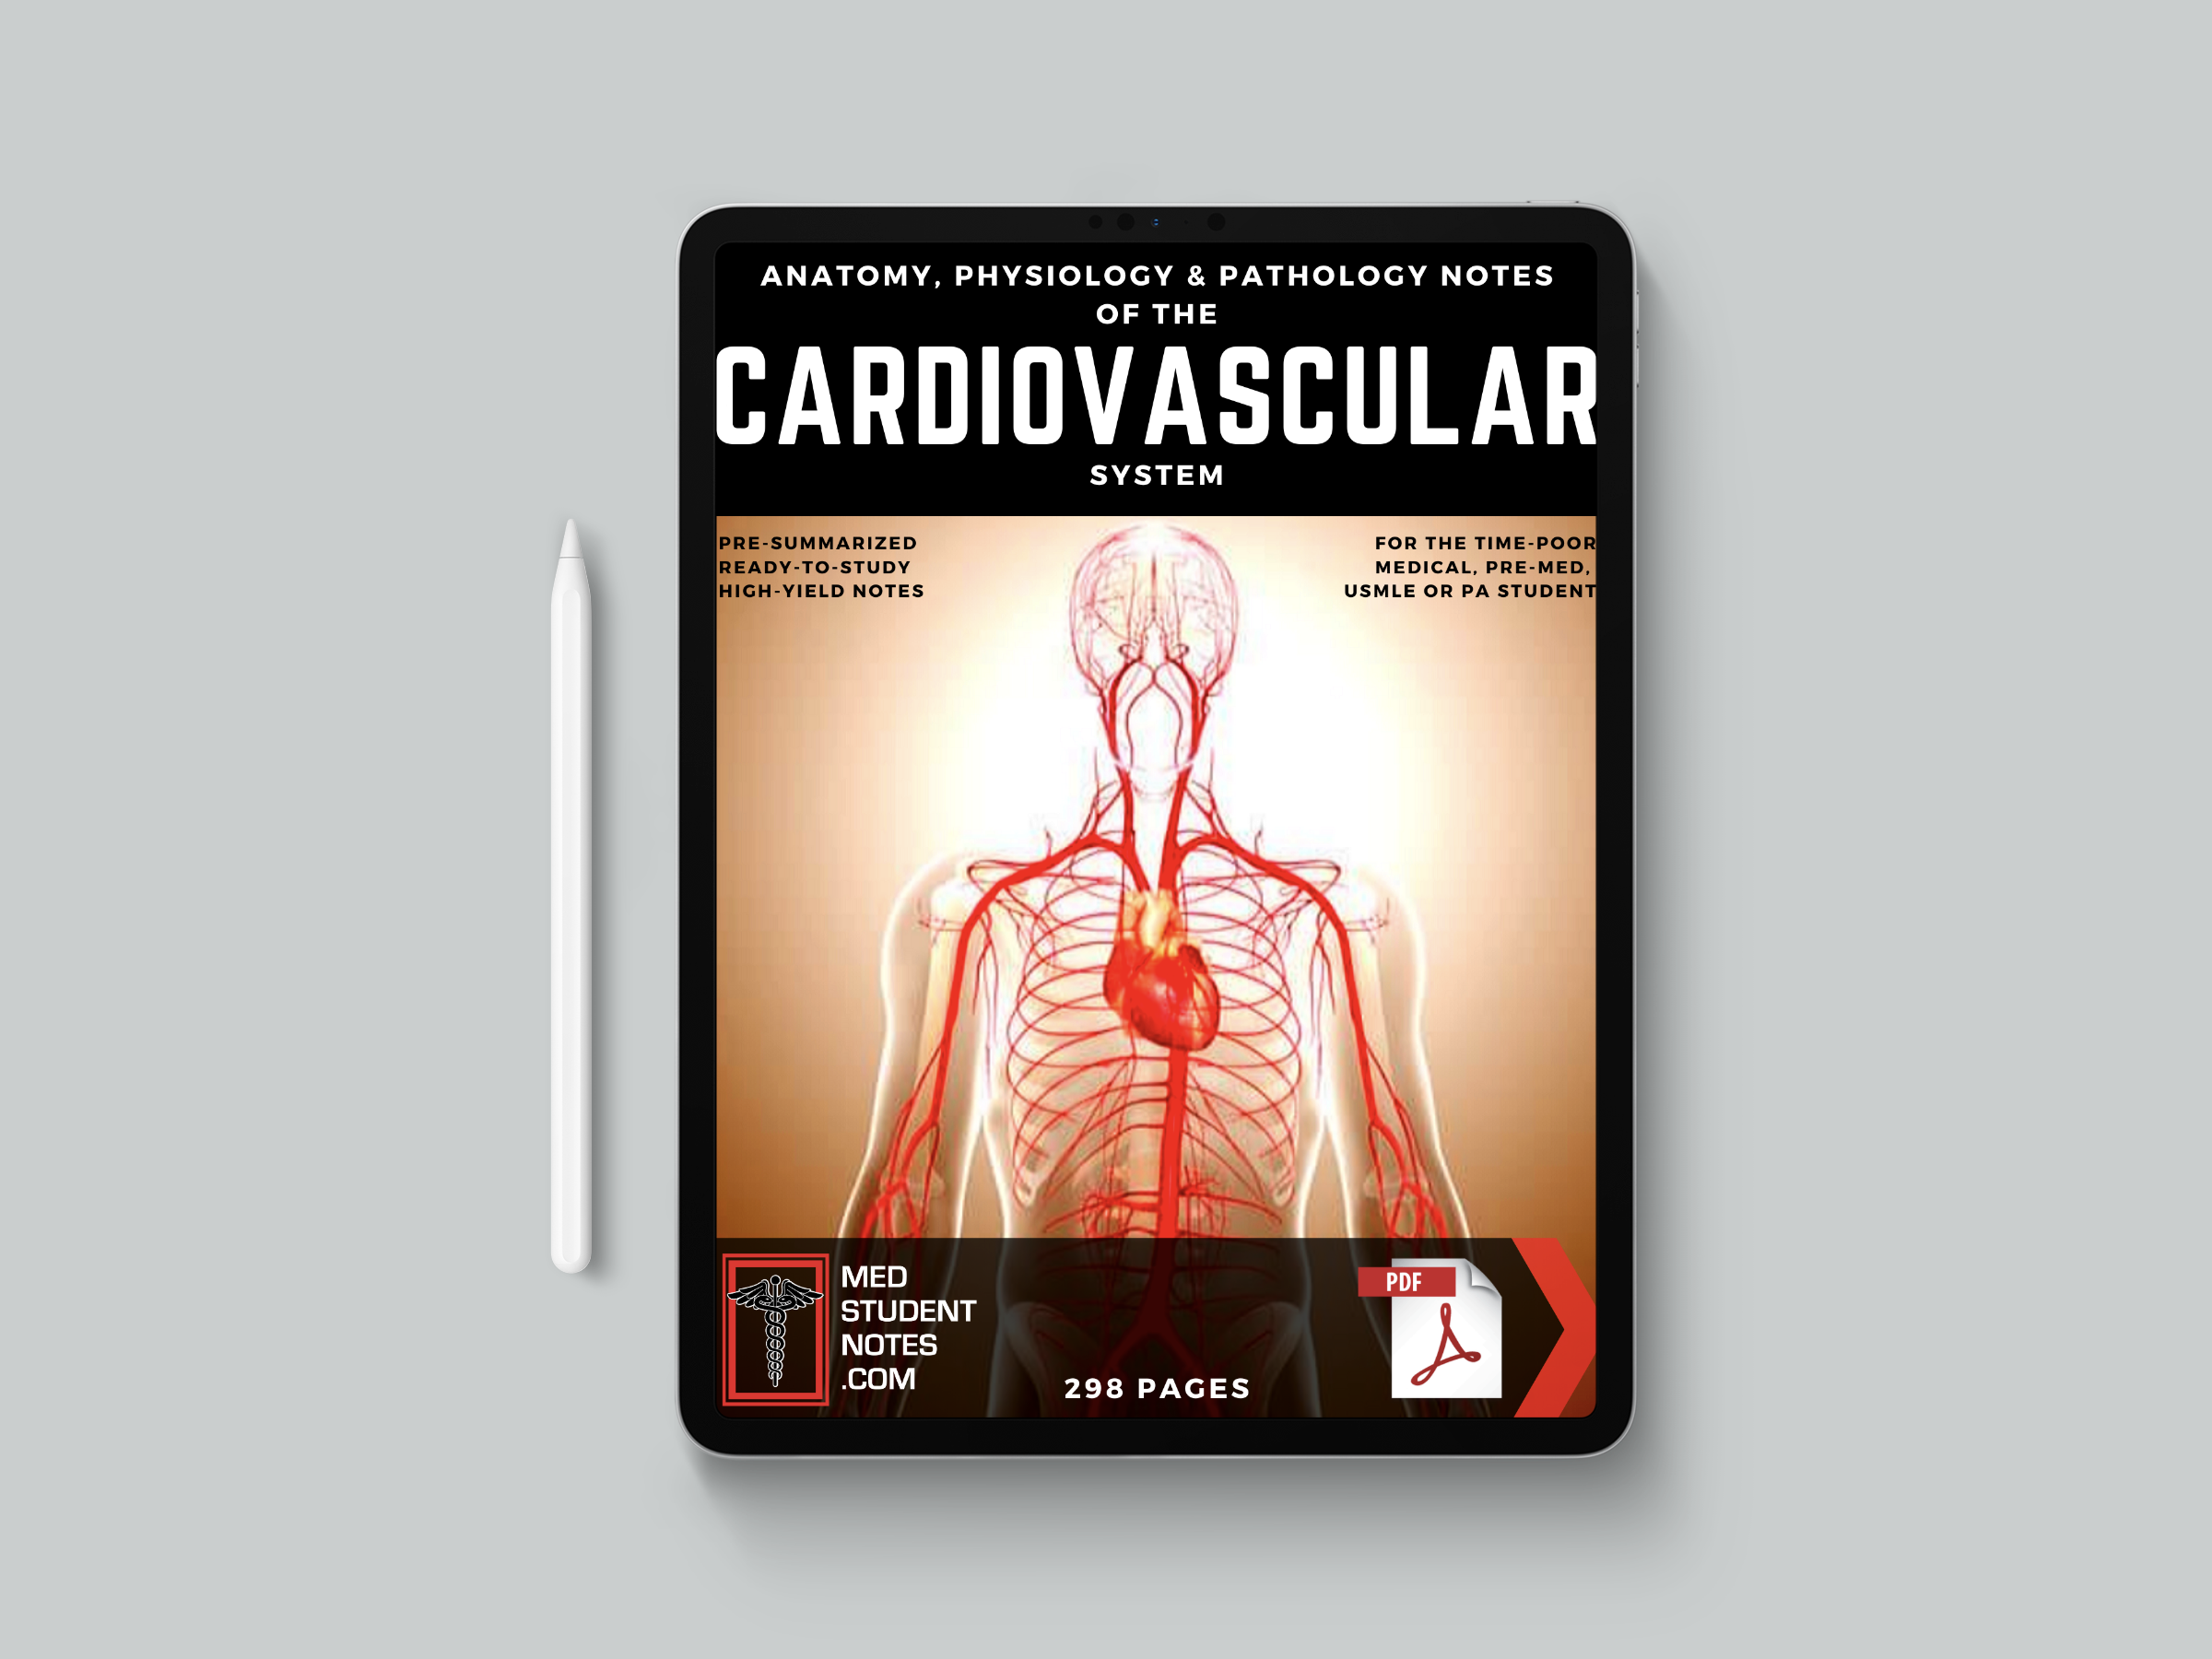 ANATOMY, PHYSIOLOGY & PATHOLOGY NOTES
OF THE
CARDIOVASCULAR
SYSTEM
PRE-SUMMARIZED
READY-TO-STUDY
HIGH-YIELD NOTES
FOR THE TIME-POOR
MEDICAL, PRE-MED,
USMLE OR PA STUDENT
MED
STUDENT
NOTES
.COM
298 PAGES
PDF